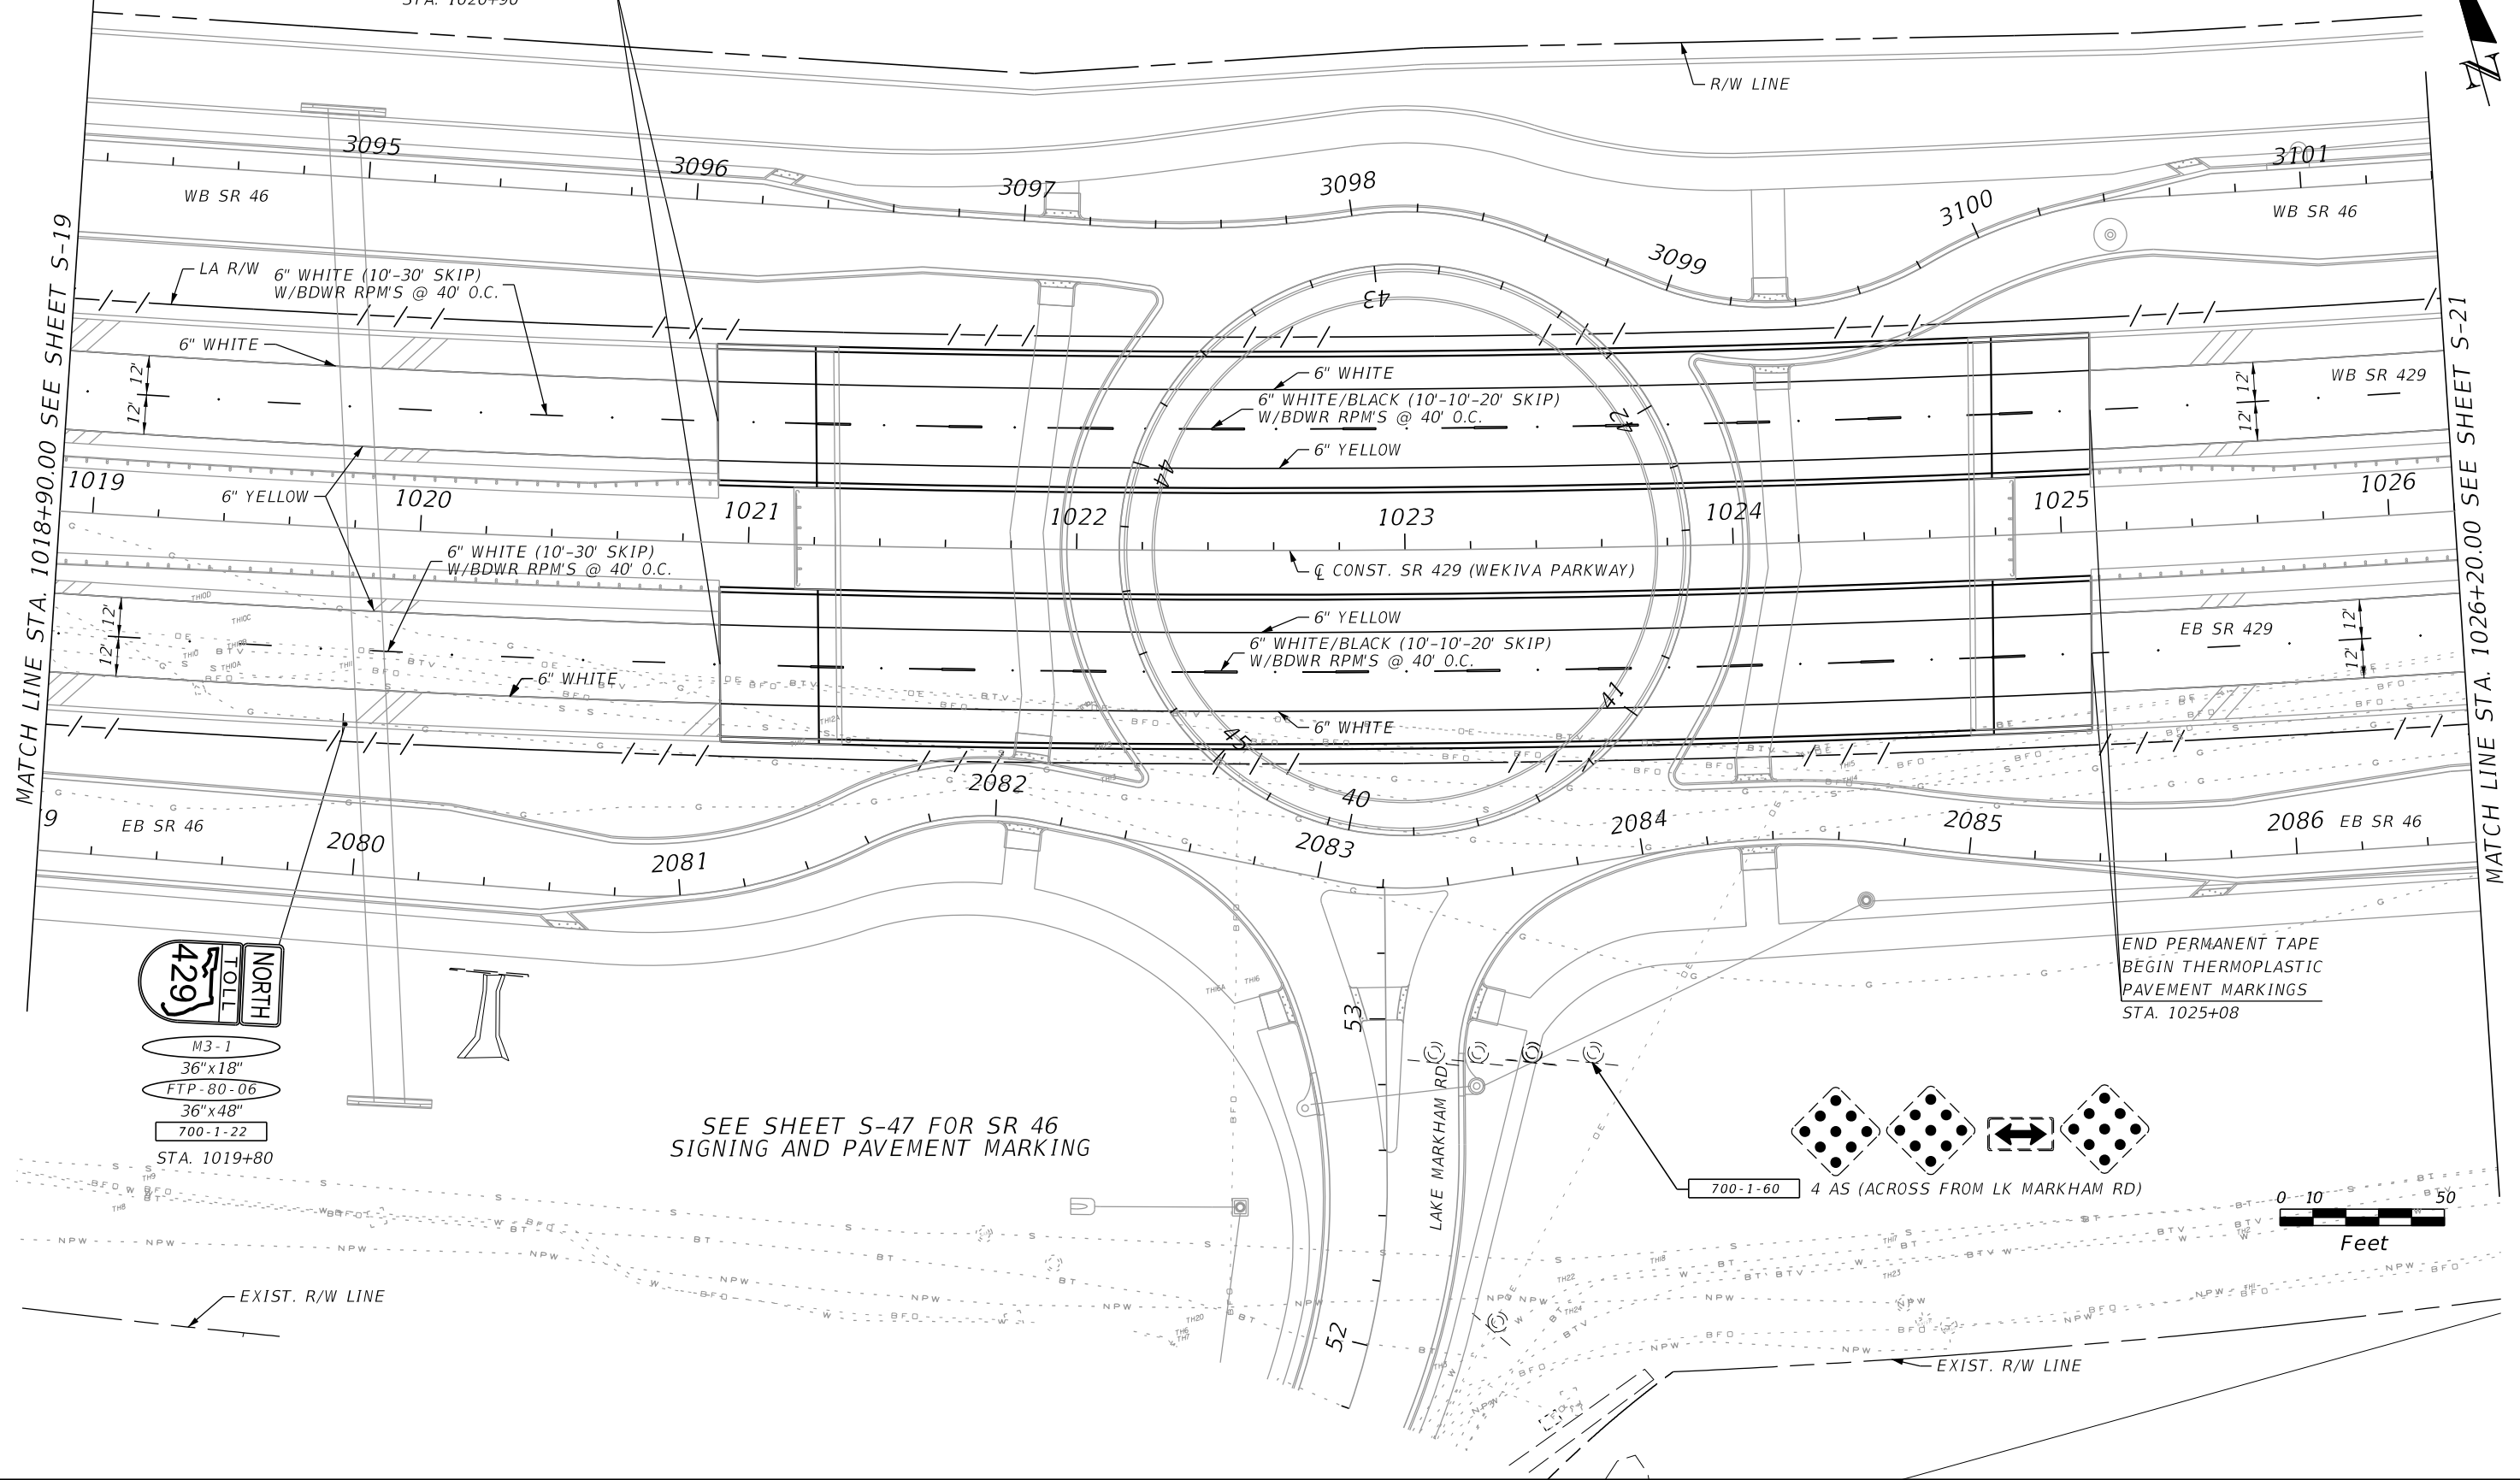 STA. 1020+90
R/W LINE
N
3095
3096
3097
3098
3099
3100
3101
WB SR 46
WB SR 46
MATCH LINE STA. 1018+90.00 SEE SHEET S-19
MATCH LINE STA. 1026+20.00 SEE SHEET S-21
LA R/W
6" WHITE (10'-30' SKIP)
W/BDWR RPM'S @ 40' O.C.
6" WHITE
12'
12'
43
42
44
6" WHITE
6" WHITE/BLACK (10'-10'-20' SKIP)
W/BDWR RPM'S @ 40' O.C.
6" YELLOW
WB SR 429
12'
12'
6" YELLOW
1019
1020
1021
1022
1023
1024
1025
1026
6" WHITE (10'-30' SKIP)
W/BDWR RPM'S @ 40' O.C.
℄ CONST. SR 429 (WEKIVA PARKWAY)
6" YELLOW
6" WHITE/BLACK (10'-10'-20' SKIP)
W/BDWR RPM'S @ 40' O.C.
12'
12'
6" WHITE
6" WHITE
EB SR 429
12'
12'
41
45
40
9
EB SR 46
2080
2081
2082
2083
2084
2085
2086
EB SR 46
END PERMANENT TAPE
BEGIN THERMOPLASTIC
PAVEMENT MARKINGS
STA. 1025+08
NORTH
TOLL
429
M3-1
36"x18"
FTP-80-06
36"x48"
700-1-22
STA. 1019+80
SEE SHEET S-47 FOR SR 46
SIGNING AND PAVEMENT MARKING
53
52
LAKE MARKHAM RD
700-1-60 4 AS (ACROSS FROM LK MARKHAM RD)
0 10 50
Feet
EXIST. R/W LINE
EXIST. R/W LINE